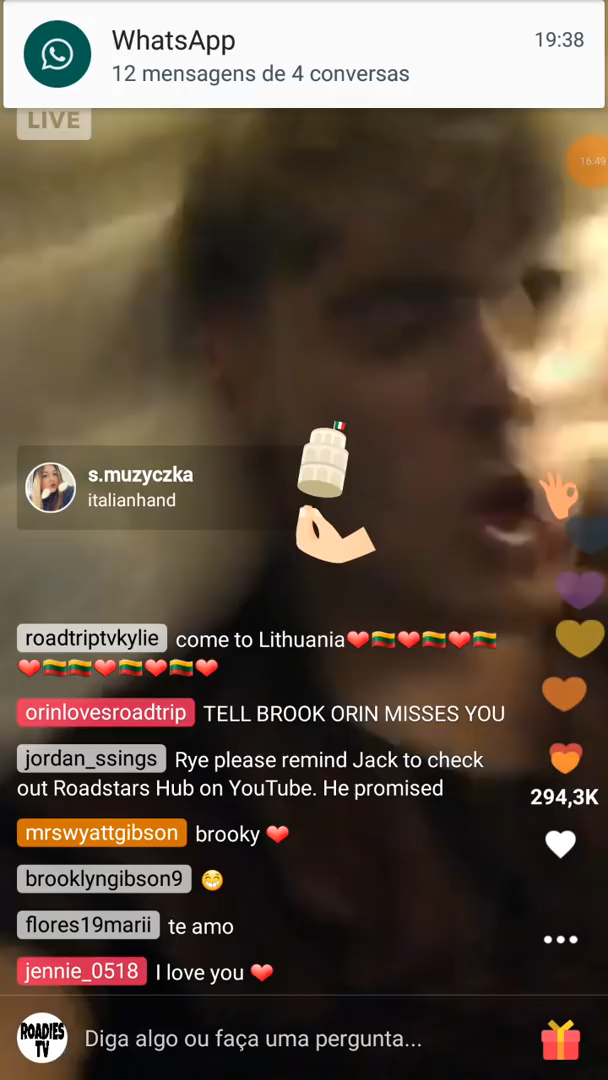 WhatsApp
19:38
12 mensagens de 4 conversas
LIVE
16:49
s.muzyczka
italianhand
roadtriptvkylie come to Lithuania❤️🇱🇹❤️🇱🇹❤️🇱🇹
❤️🇱🇹🇱🇹❤️🇱🇹❤️🇱🇹❤️
orinlovesroadtrip TELL BROOK ORIN MISSES YOU
jordan_ssings Rye please remind Jack to check
out Roadstars Hub on YouTube. He promised
294,3K
mrswyattgibson brooky ❤️
brooklyngibson9 😁
flores19marii te amo
jennie_0518 I love you ❤️
ROADIES
TV
Diga algo ou faça uma pergunta...